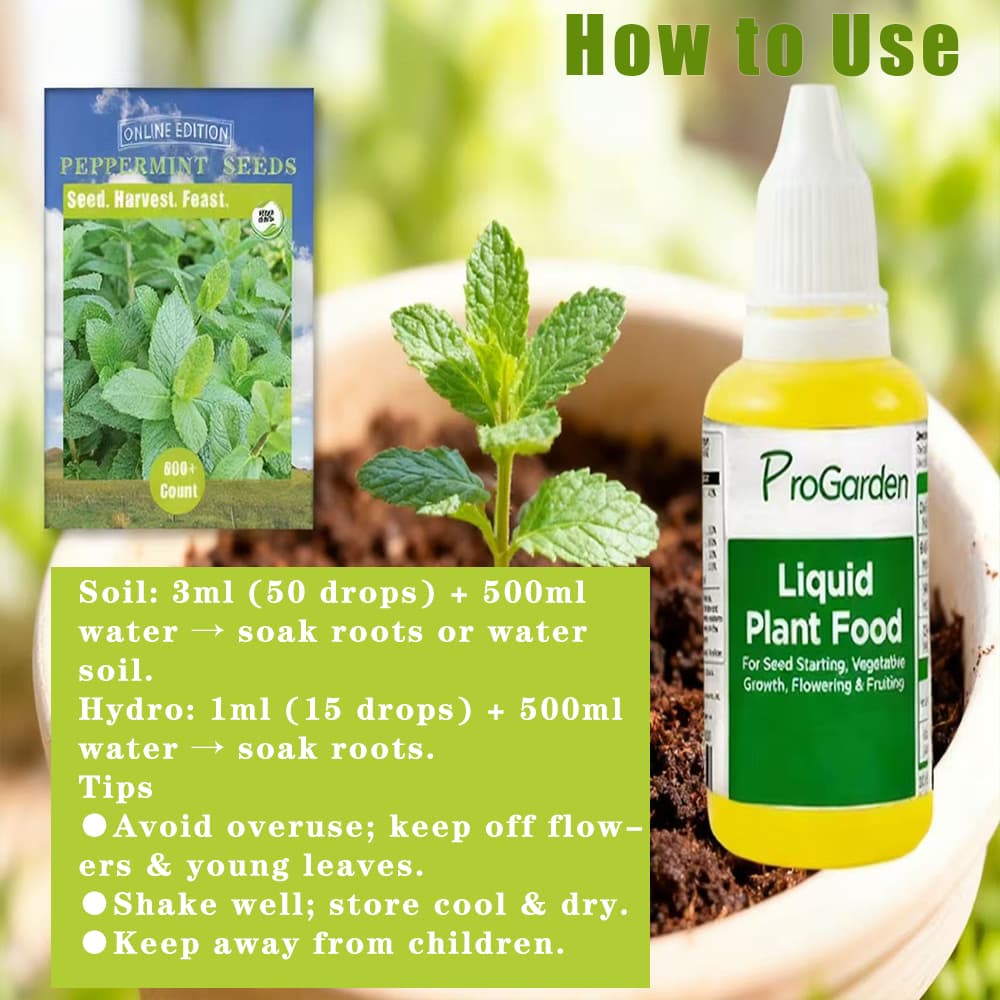 How to Use
ONLINE EDITION
PEPPERMINT SEEDS
Seed. Harvest. Feast.
800+
Count
ProGarden
Liquid
Plant Food
For Seed Starting, Vegetable
Growth, Flowering & Fruiting
Soil: 3ml (50 drops) + 500ml
water → soak roots or water
soil.
Hydro: 1ml (15 drops) + 500ml
water → soak roots.
Tips
●Avoid overuse; keep off flow-
ers & young leaves.
●Shake well; store cool & dry.
●Keep away from children.